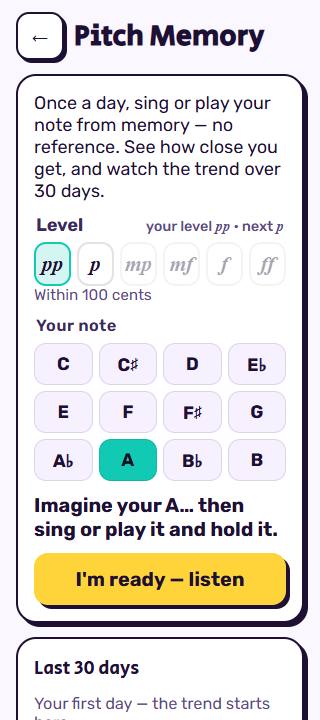 ← Pitch Memory
Once a day, sing or play your
note from memory — no
reference. See how close you
get, and watch the trend over
30 days.
Level your level pp • next p
pp p mp mf f ff
Within 100 cents
Your note
C C♯ D E♭
E F F♯ G
A♭ A B♭ B
Imagine your A... then
sing or play it and hold it.
I'm ready — listen
Last 30 days
Your first day — the trend starts